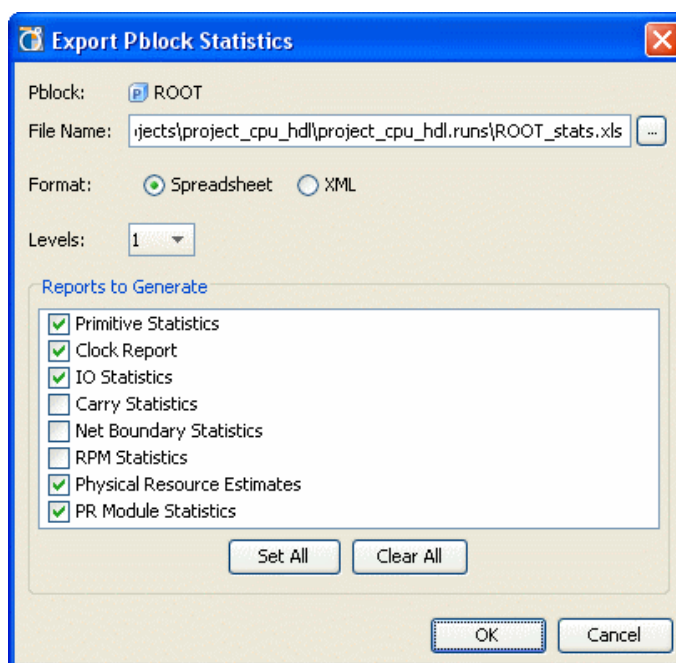 Export Pblock Statistics
Pblock: ROOT
File Name: jects\project_cpu_hdl\project_cpu_hdl.runs\ROOT_stats.xls ...
Format: Spreadsheet XML
Levels: 1
Reports to Generate
Primitive Statistics
Clock Report
IO Statistics
Carry Statistics
Net Boundary Statistics
RPM Statistics
Physical Resource Estimates
PR Module Statistics
Set All Clear All
OK Cancel